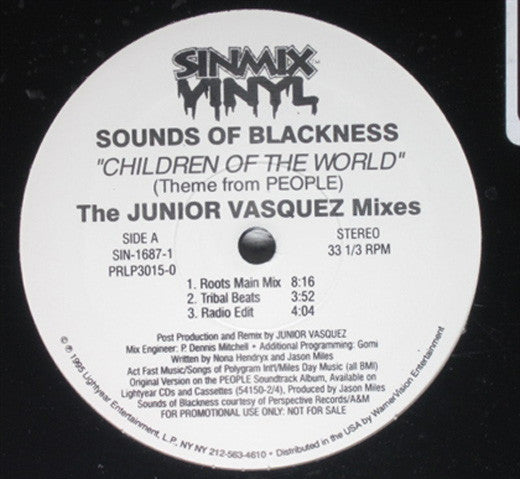 SINMIX
VINYL
SOUNDS OF BLACKNESS
"CHILDREN OF THE WORLD"
(Theme from PEOPLE)
The JUNIOR VASQUEZ Mixes
SIDE A
SIN-1687-1
PRLP3015-0
STEREO
33 1/3 RPM
1. Roots Main Mix 8:16
2. Tribal Beats 3:52
3. Radio Edit 4:04
Post Production and Remix by JUNIOR VASQUEZ
Mix Engineer: P. Dennis Mitchell • Additional Programming: Gomi
Written by Nona Hendryx and Jason Miles
Act Fast Music/Songs of Polygram Int'l/Miles Day Music (all BMI)
Original Version on the PEOPLE Soundtrack Album, Available on
Lightyear CDs and Cassettes (54150-2/4), Produced by Jason Miles
Sounds of Blackness courtesy of Perspective Records/A&M
FOR PROMOTIONAL USE ONLY: NOT FOR SALE
© ℗ 1995 Lightyear Entertainment, L.P. NY NY 212-563-4610 • Distributed in the USA by WarnerVision Entertainment